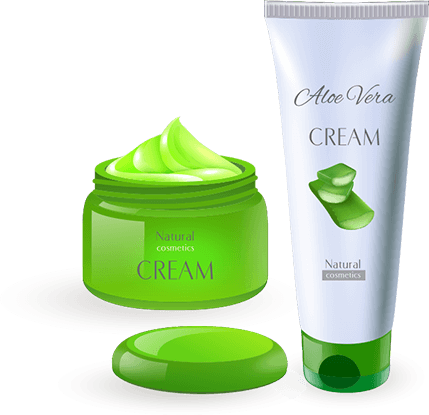 Aloe Vera
CREAM
Natural
cosmetics
Natural
cosmetics
CREAM